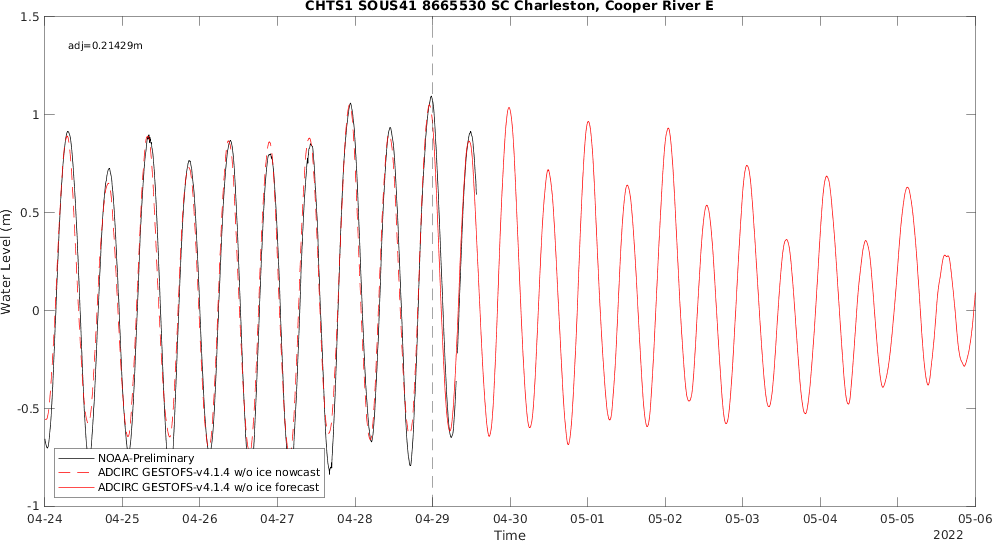 CHTS1 SOUS41 8665530 SC Charleston, Cooper River E
adj=0.21429m
Water Level (m)
1.5
1
0.5
0
-0.5
-1
NOAA-Preliminary
ADCIRC GESTOFS-v4.1.4 w/o ice nowcast
ADCIRC GESTOFS-v4.1.4 w/o ice forecast
04-24 04-25 04-26 04-27 04-28 04-29 04-30 05-01 05-02 05-03 05-04 05-05 05-06
Time
2022